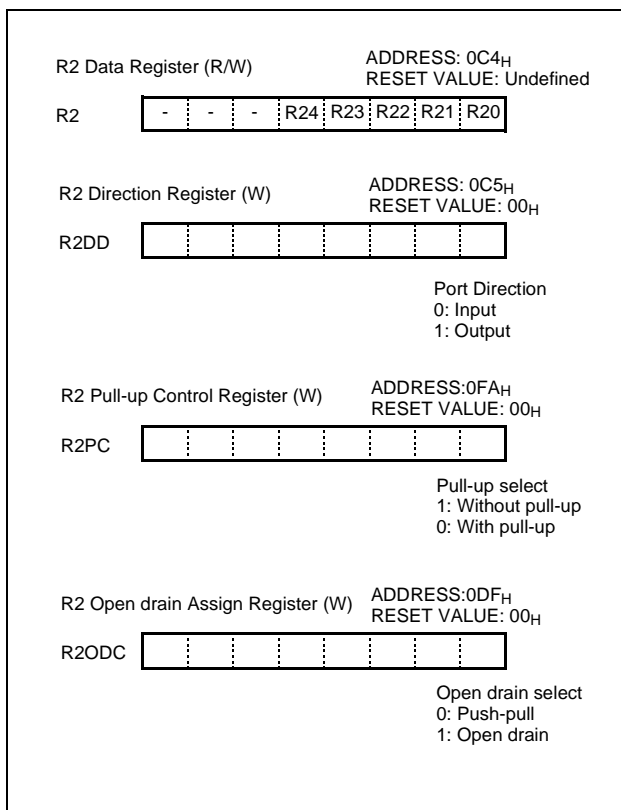 R2 Data Register (R/W) ADDRESS: 0C4H
RESET VALUE: Undefined
R2 - - - R24 R23 R22 R21 R20
R2 Direction Register (W) ADDRESS: 0C5H
RESET VALUE: 00H
R2DD
Port Direction
0: Input
1: Output
R2 Pull-up Control Register (W) ADDRESS:0FAH
RESET VALUE: 00H
R2PC
Pull-up select
1: Without pull-up
0: With pull-up
R2 Open drain Assign Register (W) ADDRESS:0DFH
RESET VALUE: 00H
R2ODC
Open drain select
0: Push-pull
1: Open drain